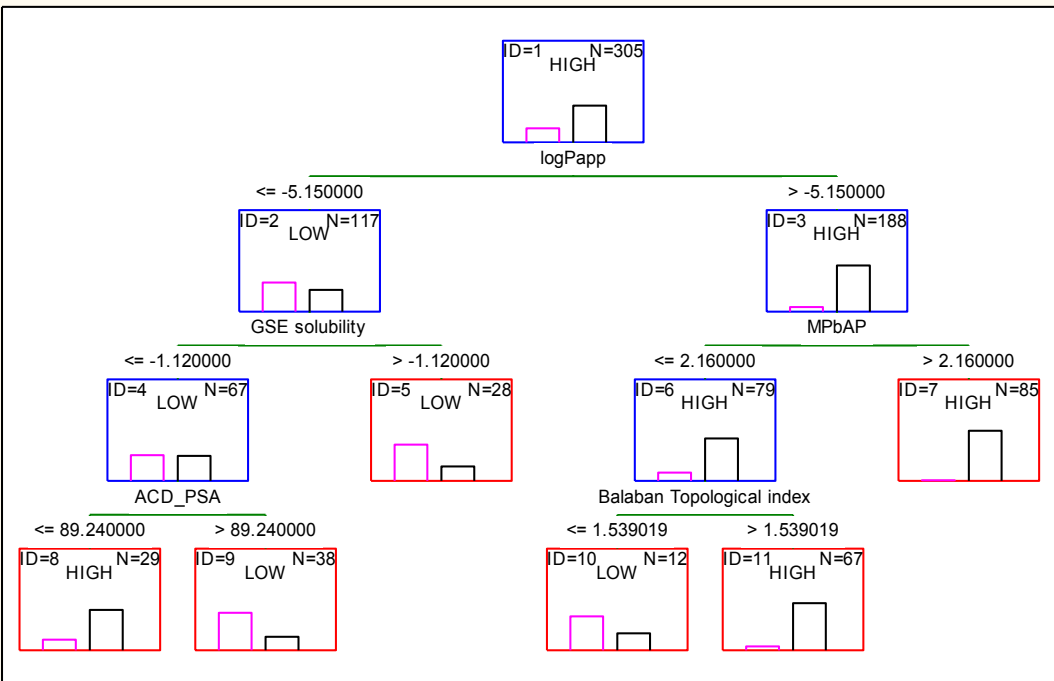 ID=1 N=305
HIGH
logPapp
<= -5.150000 > -5.150000
ID=2 N=117
LOW
ID=3 N=188
HIGH
GSE solubility MPbAP
<= -1.120000 > -1.120000 <= 2.160000 > 2.160000
ID=4 N=67
LOW
ID=5 N=28
LOW
ID=6 N=79
HIGH
ID=7 N=85
HIGH
ACD_PSA Balaban Topological index
<= 89.240000 > 89.240000 <= 1.539019 > 1.539019
ID=8 N=29
HIGH
ID=9 N=38
LOW
ID=10 N=12
LOW
ID=11 N=67
HIGH